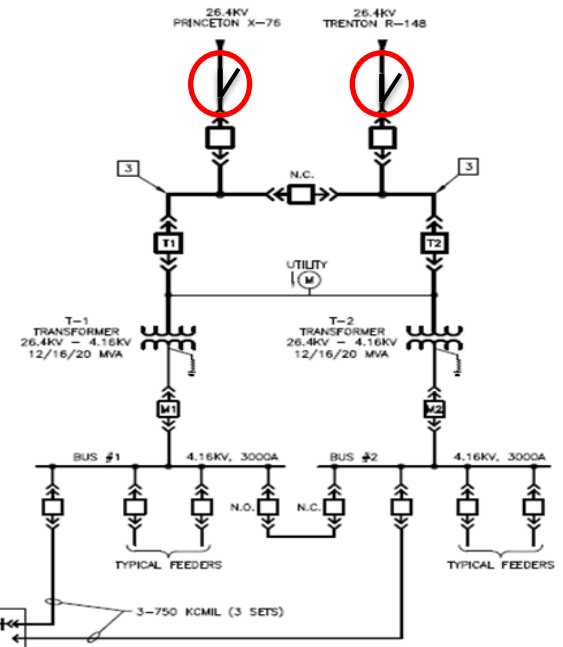 26.4KV
PRINCETON X-76
26.4KV
TRENTON R-148
3
N.C.
3
T1
T2
UTILITY
M
T-1
TRANSFORMER
26.4KV - 4.16KV
12/16/20 MVA
T-2
TRANSFORMER
26.4KV - 4.16KV
12/16/20 MVA
M1
M2
BUS #1
4.16KV, 3000A
BUS #2
4.16KV, 3000A
N.O.
N.C.
TYPICAL FEEDERS
TYPICAL FEEDERS
3-750 KCMIL (3 SETS)